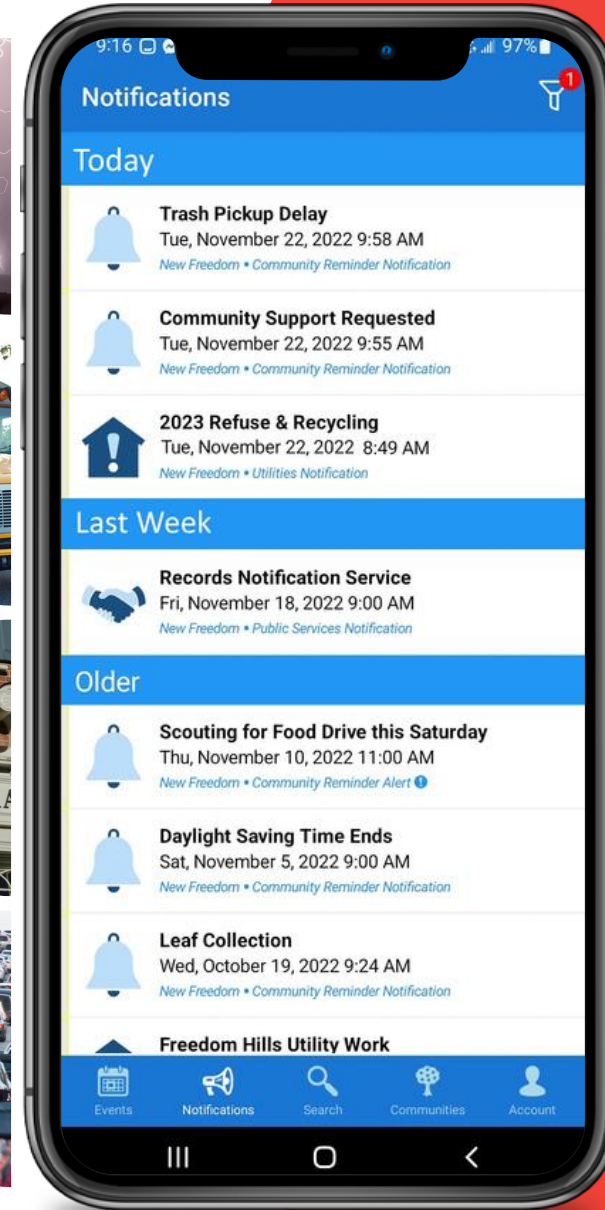 9:16
97%
Notifications
1
Today
Trash Pickup Delay
Tue, November 22, 2022 9:58 AM
New Freedom • Community Reminder Notification
Community Support Requested
Tue, November 22, 2022 9:55 AM
New Freedom • Community Reminder Notification
2023 Refuse & Recycling
Tue, November 22, 2022 8:49 AM
New Freedom • Utilities Notification
Last Week
Records Notification Service
Fri, November 18, 2022 9:00 AM
New Freedom • Public Services Notification
Older
Scouting for Food Drive this Saturday
Thu, November 10, 2022 11:00 AM
New Freedom • Community Reminder Alert
Daylight Saving Time Ends
Sat, November 5, 2022 9:00 AM
New Freedom • Community Reminder Notification
Leaf Collection
Wed, October 19, 2022 9:24 AM
New Freedom • Community Reminder Notification
Freedom Hills Utility Work
Events Notifications Search Communities Account